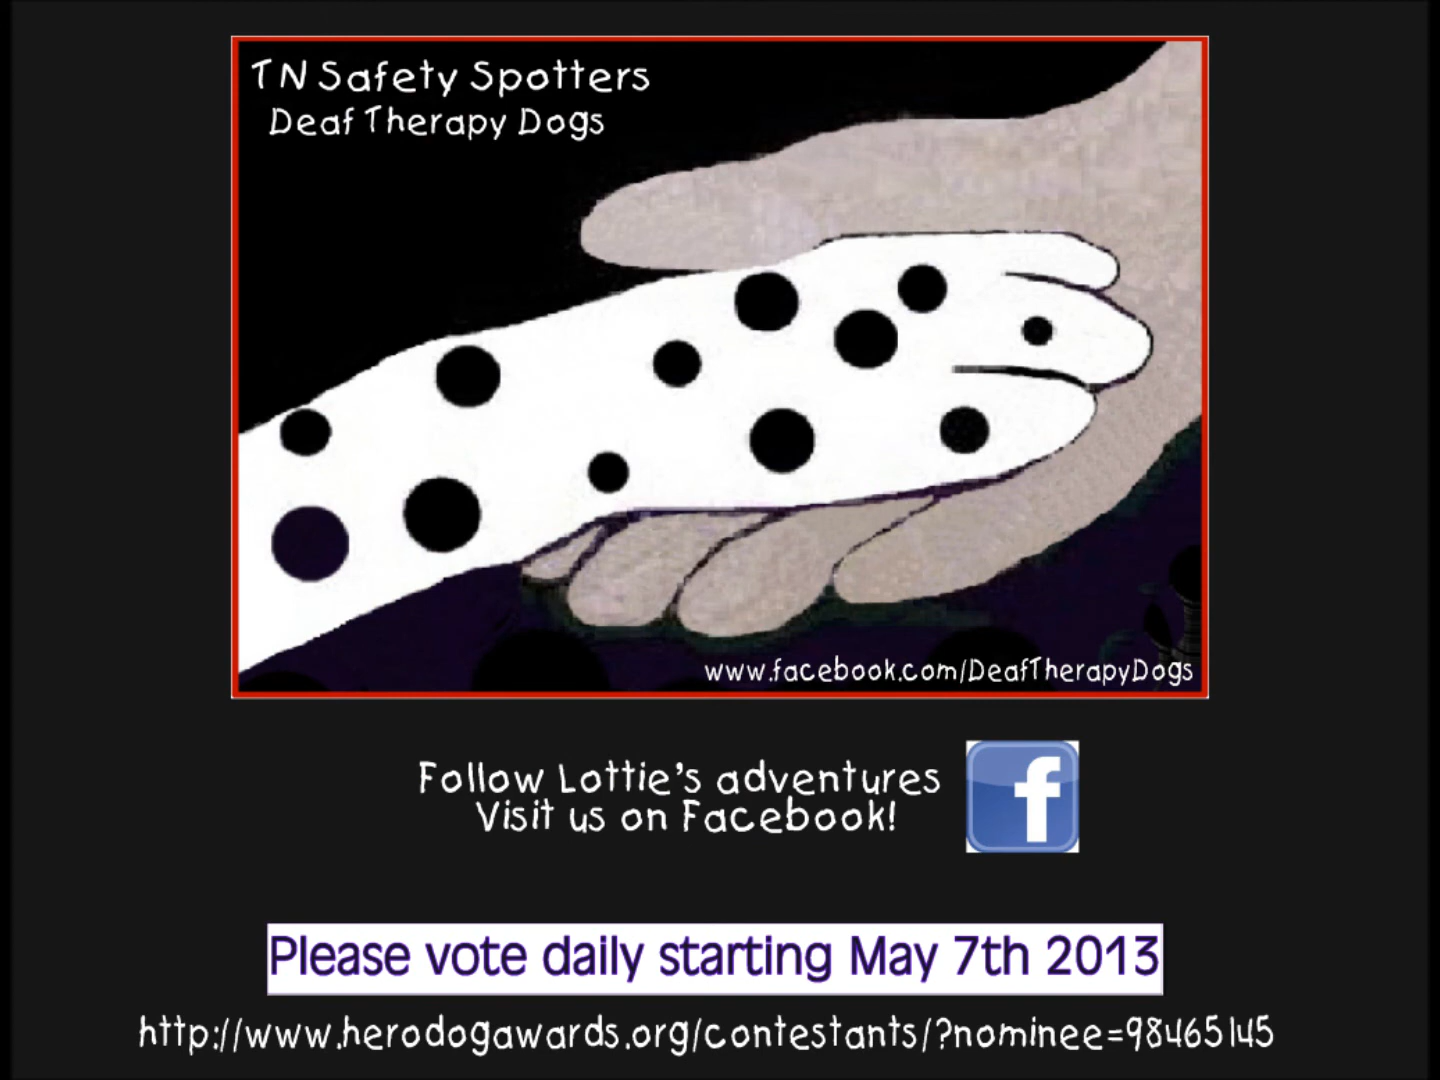 TN Safety Spotters
Deaf Therapy Dogs
www.facebook.com/DeafTherapyDogs
Follow Lottie's adventures
Visit us on Facebook!
f
Please vote daily starting May 7th 2013
http://www.herodogawards.org/contestants/?nominee=98465145